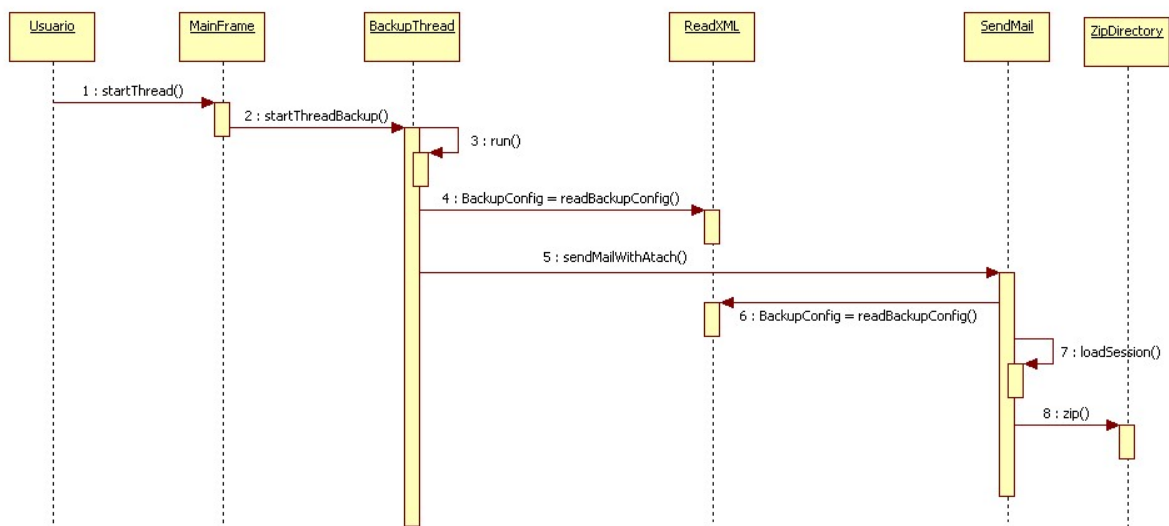 Usuario
MainFrame
BackupThread
ReadXML
SendMail
ZipDirectory
1 : startThread()
2 : startThreadBackup()
3 : run()
4 : BackupConfig = readBackupConfig()
5 : sendMailWithAtach()
6 : BackupConfig = readBackupConfig()
7 : loadSession()
8 : zip()